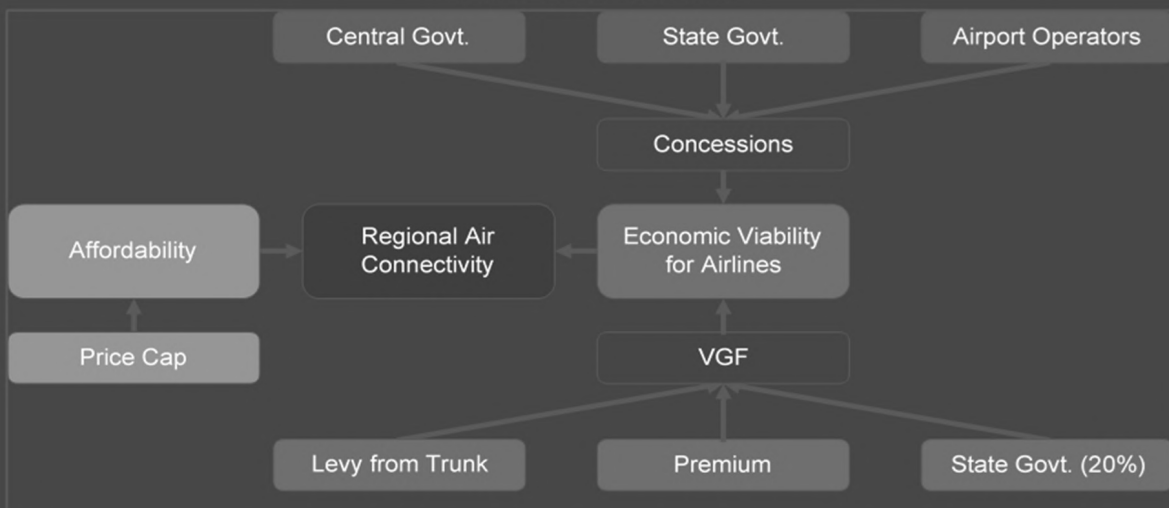 Central Govt.
State Govt.
Airport Operators
Concessions
Affordability
Regional Air
Connectivity
Economic Viability
for Airlines
Price Cap
VGF
Levy from Trunk
Premium
State Govt. (20%)